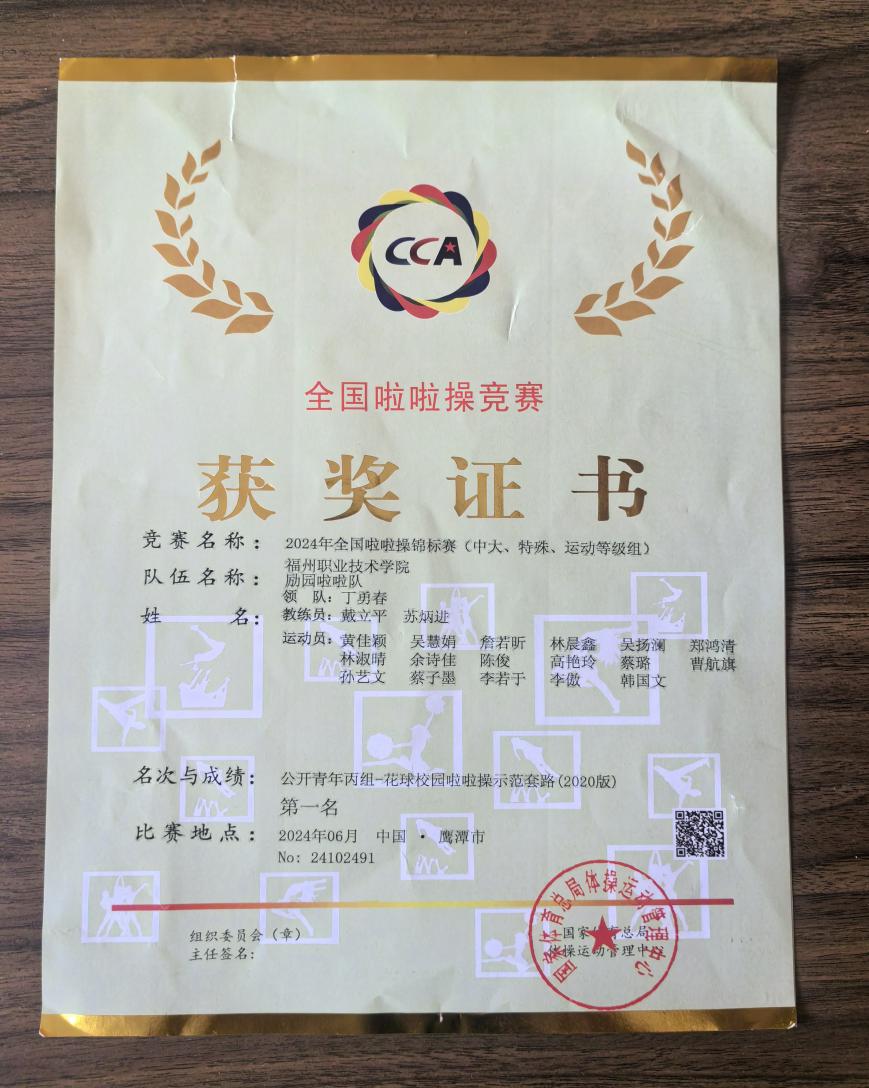 CCA
全国啦啦操竞赛
获奖证书
竞赛名称：2024年全国啦啦操锦标赛（中大、特殊、运动等级组）
队伍名称：福州职业技术学院
励园啦啦队
领 队：丁勇春
姓 名：教练员：戴立平 苏炳进
运动员：黄佳颖 吴慧娟 詹若昕 林晨鑫 吴扬澜 郑鸿清
林淑晴 余诗佳 陈俊 高艳玲 蔡璐 曹航旗
孙艺文 蔡子墨 李若于 李傲 韩国文
名次与成绩：公开青年丙组-花球校园啦啦操示范套路(2020版)
第一名
比赛地点：2024年06月 中国 · 鹰潭市
No: 24102491
组织委员会（章）
主任签名：
国家体育总局
体操运动管理中心
国家体育总局体操运动管理中心